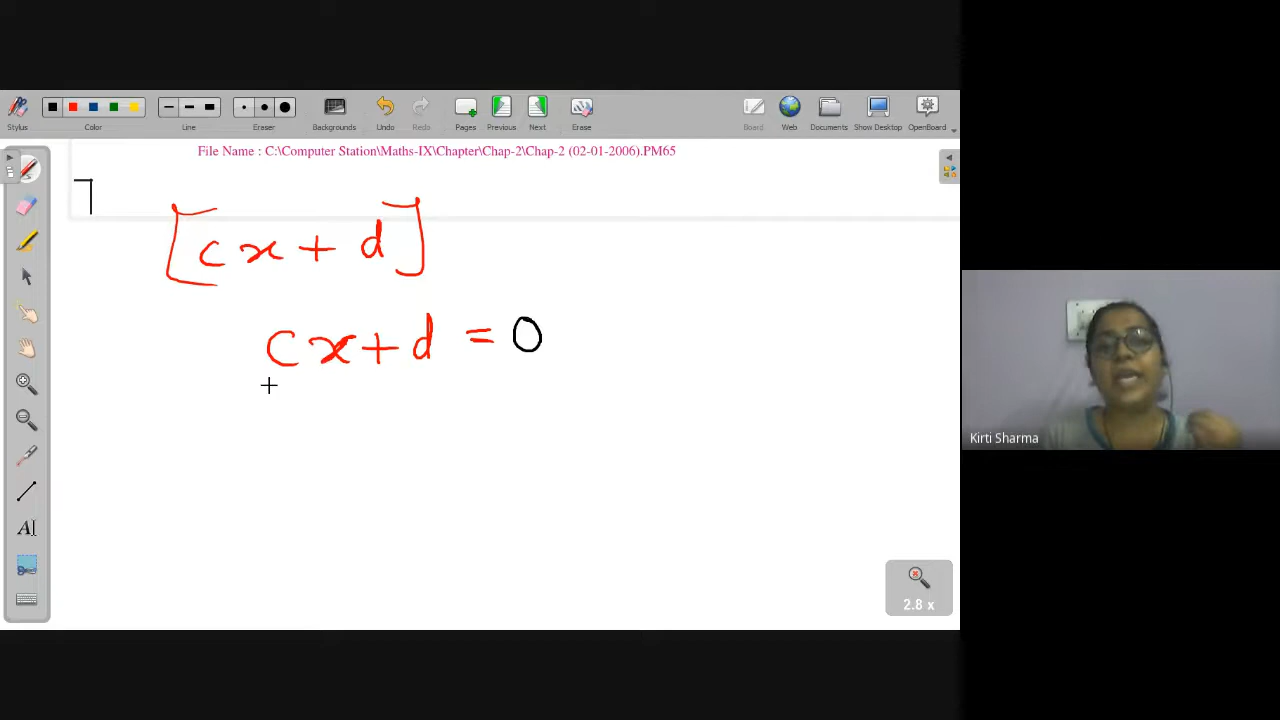 Stylus
Color
Line
Eraser
Backgrounds
Undo
Redo
Pages
Previous
Next
Erase
Board
Web
Documents
Show Desktop
OpenBoard
File Name : C:\Computer Station\Maths-IX\Chapter\Chap-2\Chap-2 (02-01-2006).PM65
[cx + d]
cx + d = 0
Kirti Sharma
2.8 x